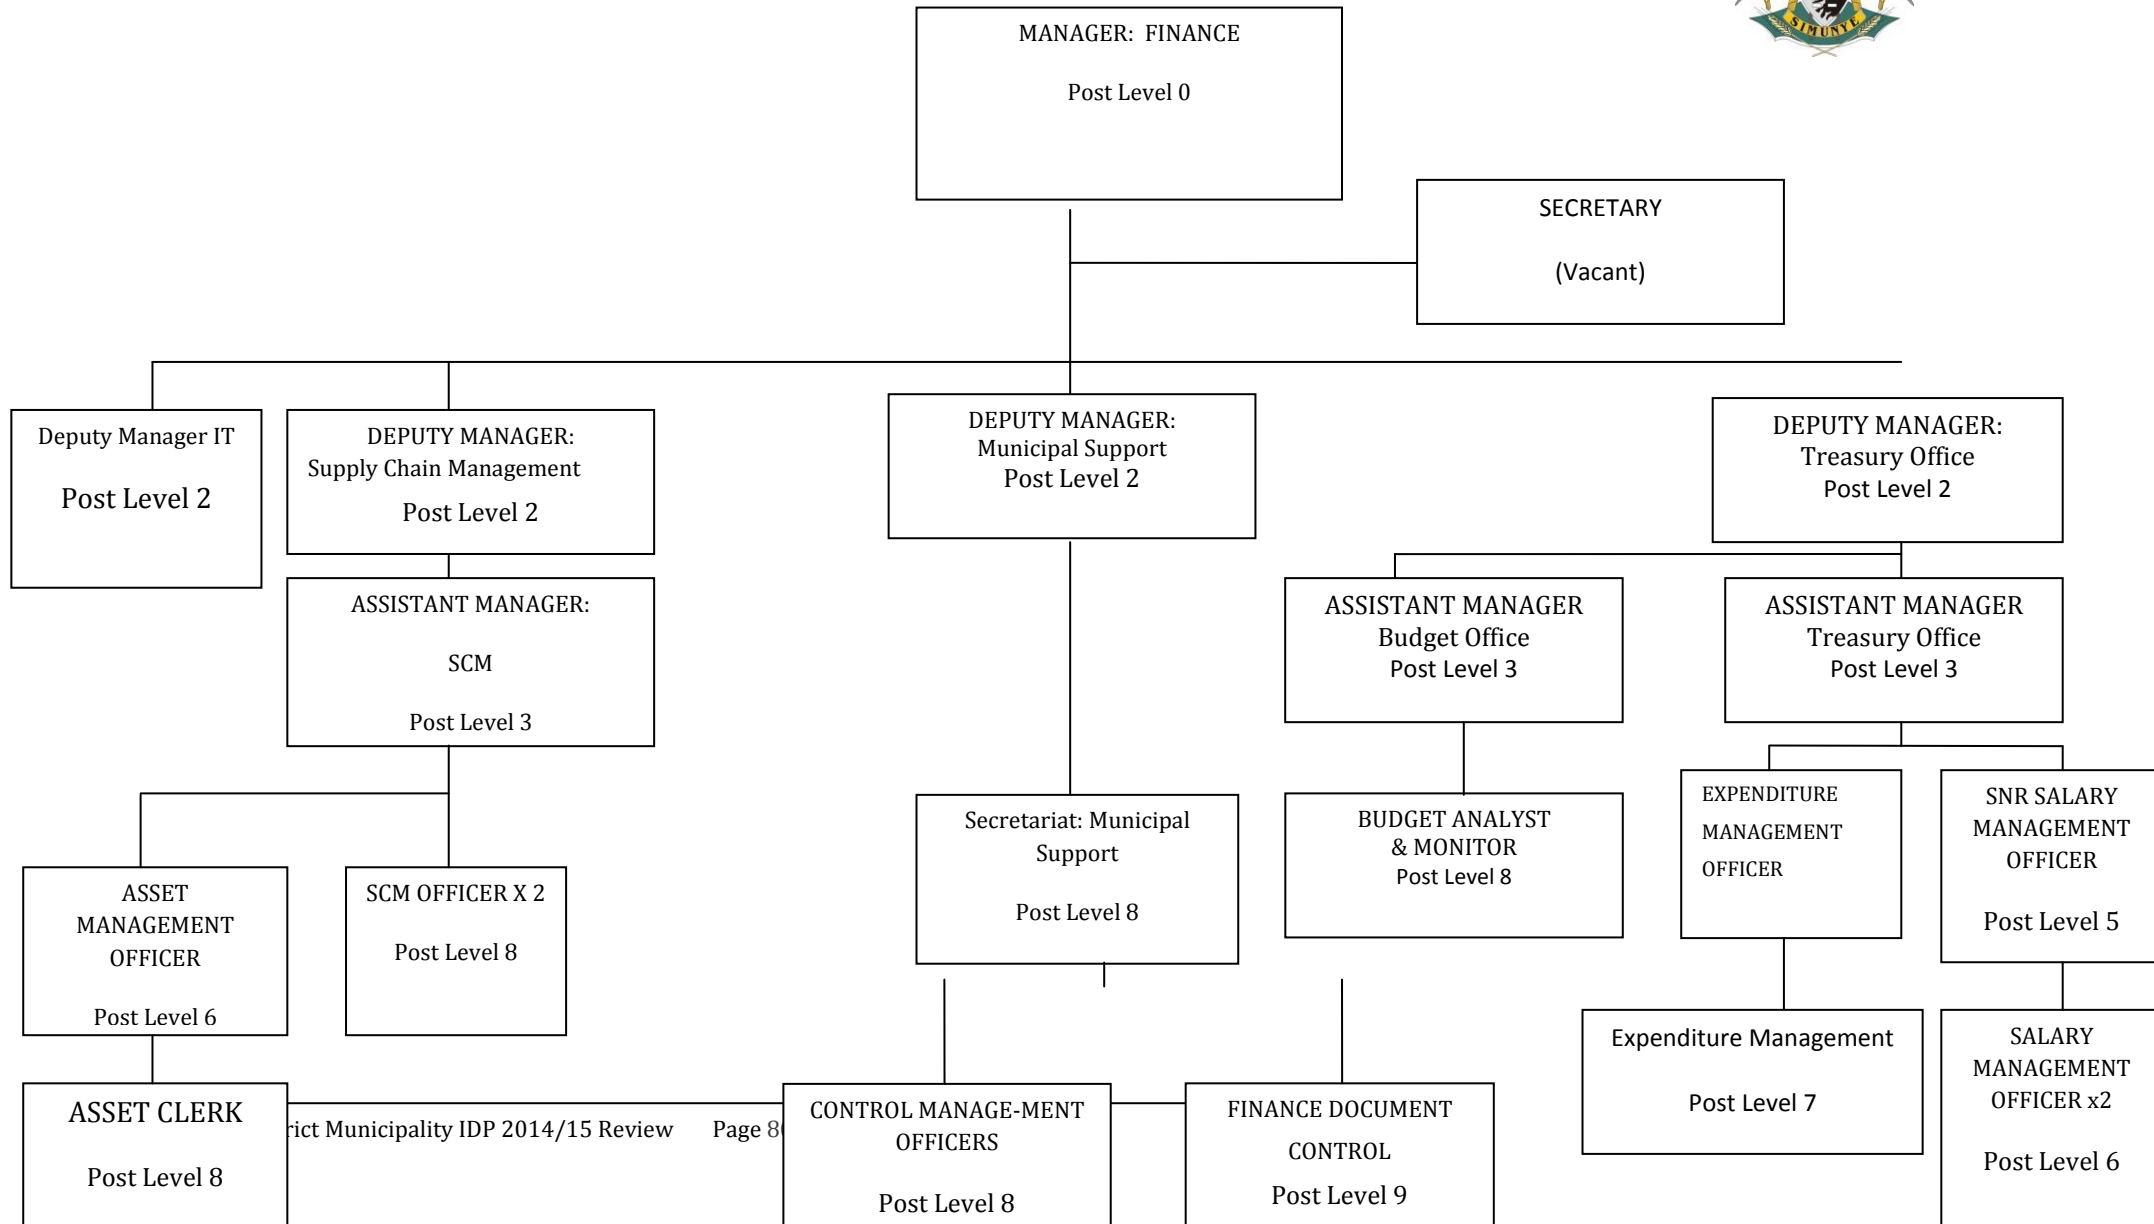 SIMUNYE
MANAGER: FINANCE
Post Level 0
SECRETARY
(Vacant)
Deputy Manager IT
Post Level 2
DEPUTY MANAGER:
Supply Chain Management
Post Level 2
DEPUTY MANAGER:
Municipal Support
Post Level 2
DEPUTY MANAGER:
Treasury Office
Post Level 2
ASSISTANT MANAGER:
SCM
Post Level 3
ASSISTANT MANAGER
Budget Office
Post Level 3
ASSISTANT MANAGER
Treasury Office
Post Level 3
ASSET
MANAGEMENT
OFFICER
Post Level 6
SCM OFFICER X 2
Post Level 8
Secretariat: Municipal
Support
Post Level 8
BUDGET ANALYST
& MONITOR
Post Level 8
EXPENDITURE
MANAGEMENT
OFFICER
SNR SALARY
MANAGEMENT
OFFICER
Post Level 5
ASSET CLERK
Post Level 8
rict Municipality IDP 2014/15 Review Page 8
CONTROL MANAGE-MENT
OFFICERS
Post Level 8
FINANCE DOCUMENT
CONTROL
Post Level 9
Expenditure Management
Post Level 7
SALARY
MANAGEMENT
OFFICER x2
Post Level 6